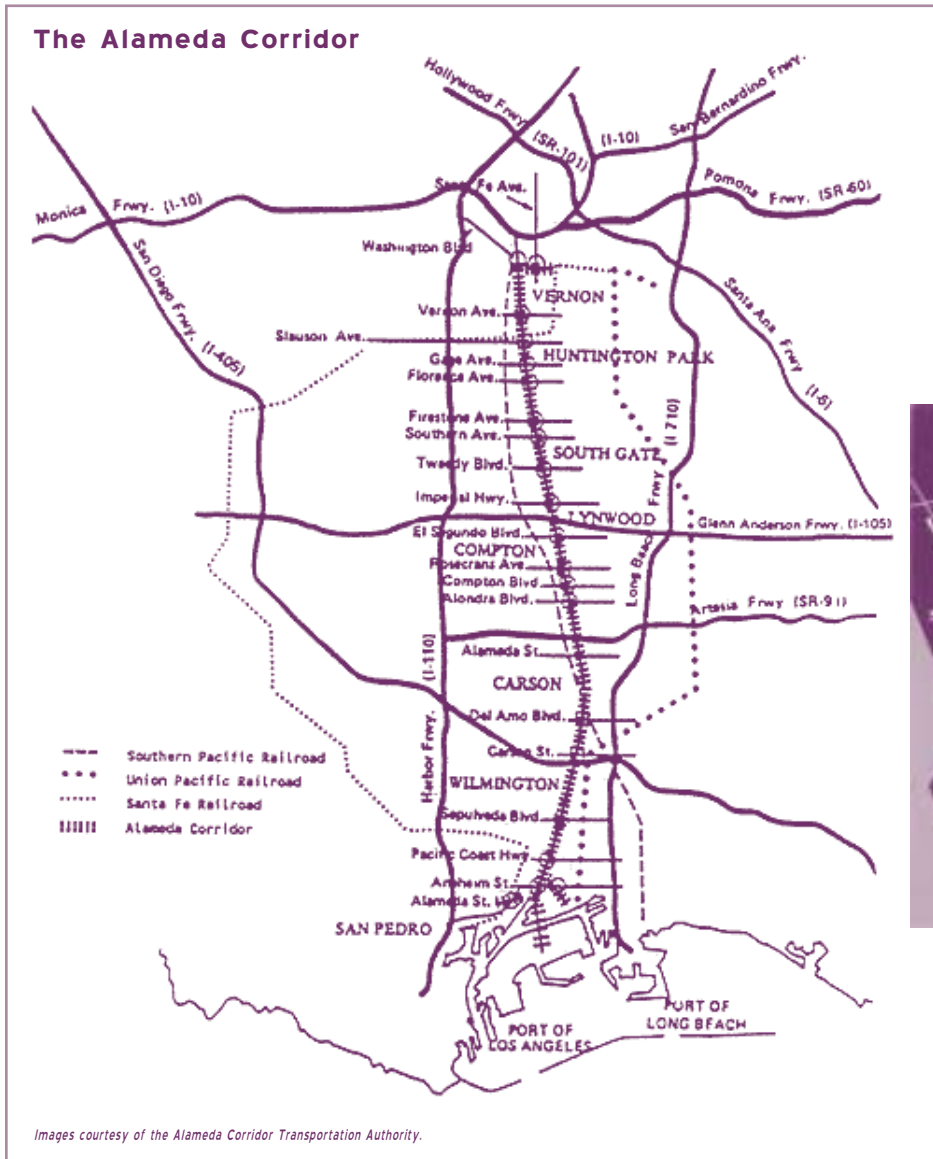 The Alameda Corridor
Hollywood Frwy. (SR-101)
(I-10) San Bernardino Frwy.
Fe Ave.
Pomona Frwy. (SR-60)
Monica Frwy. (I-10)
San Diego Frwy. (I-405)
Washington Blvd
VERNON
Santa Ana Frwy (I-5)
Vernon Ave.
Slauson Ave.
HUNTINGTON PARK
Gage Ave.
Florence Ave.
(I 710)
Firestone Ave.
Southern Ave.
SOUTH GATE
Tweedy Blvd.
Imperial Hwy.
LYNWOOD
Glenn Anderson Frwy. (I-105)
El Segundo Blvd.
COMPTON
Long Beach Frwy
Rosecrans Ave.
Compton Blvd
Alondra Blvd.
Artesia Frwy (SR-91)
(I-110)
Alameda St.
CARSON
Del Amo Blvd.
Harbor Frwy.
Carson St.
Southern Pacific Railroad
Union Pacific Railroad
Santa Fe Railroad
Alameda Corridor
WILMINGTON
Sepulveda Blvd.
Pacific Coast Hwy
Anaheim St.
Alameda St.
SAN PEDRO
PORT OF
LOS ANGELES
PORT OF
LONG BEACH
Images courtesy of the Alameda Corridor Transportation Authority.